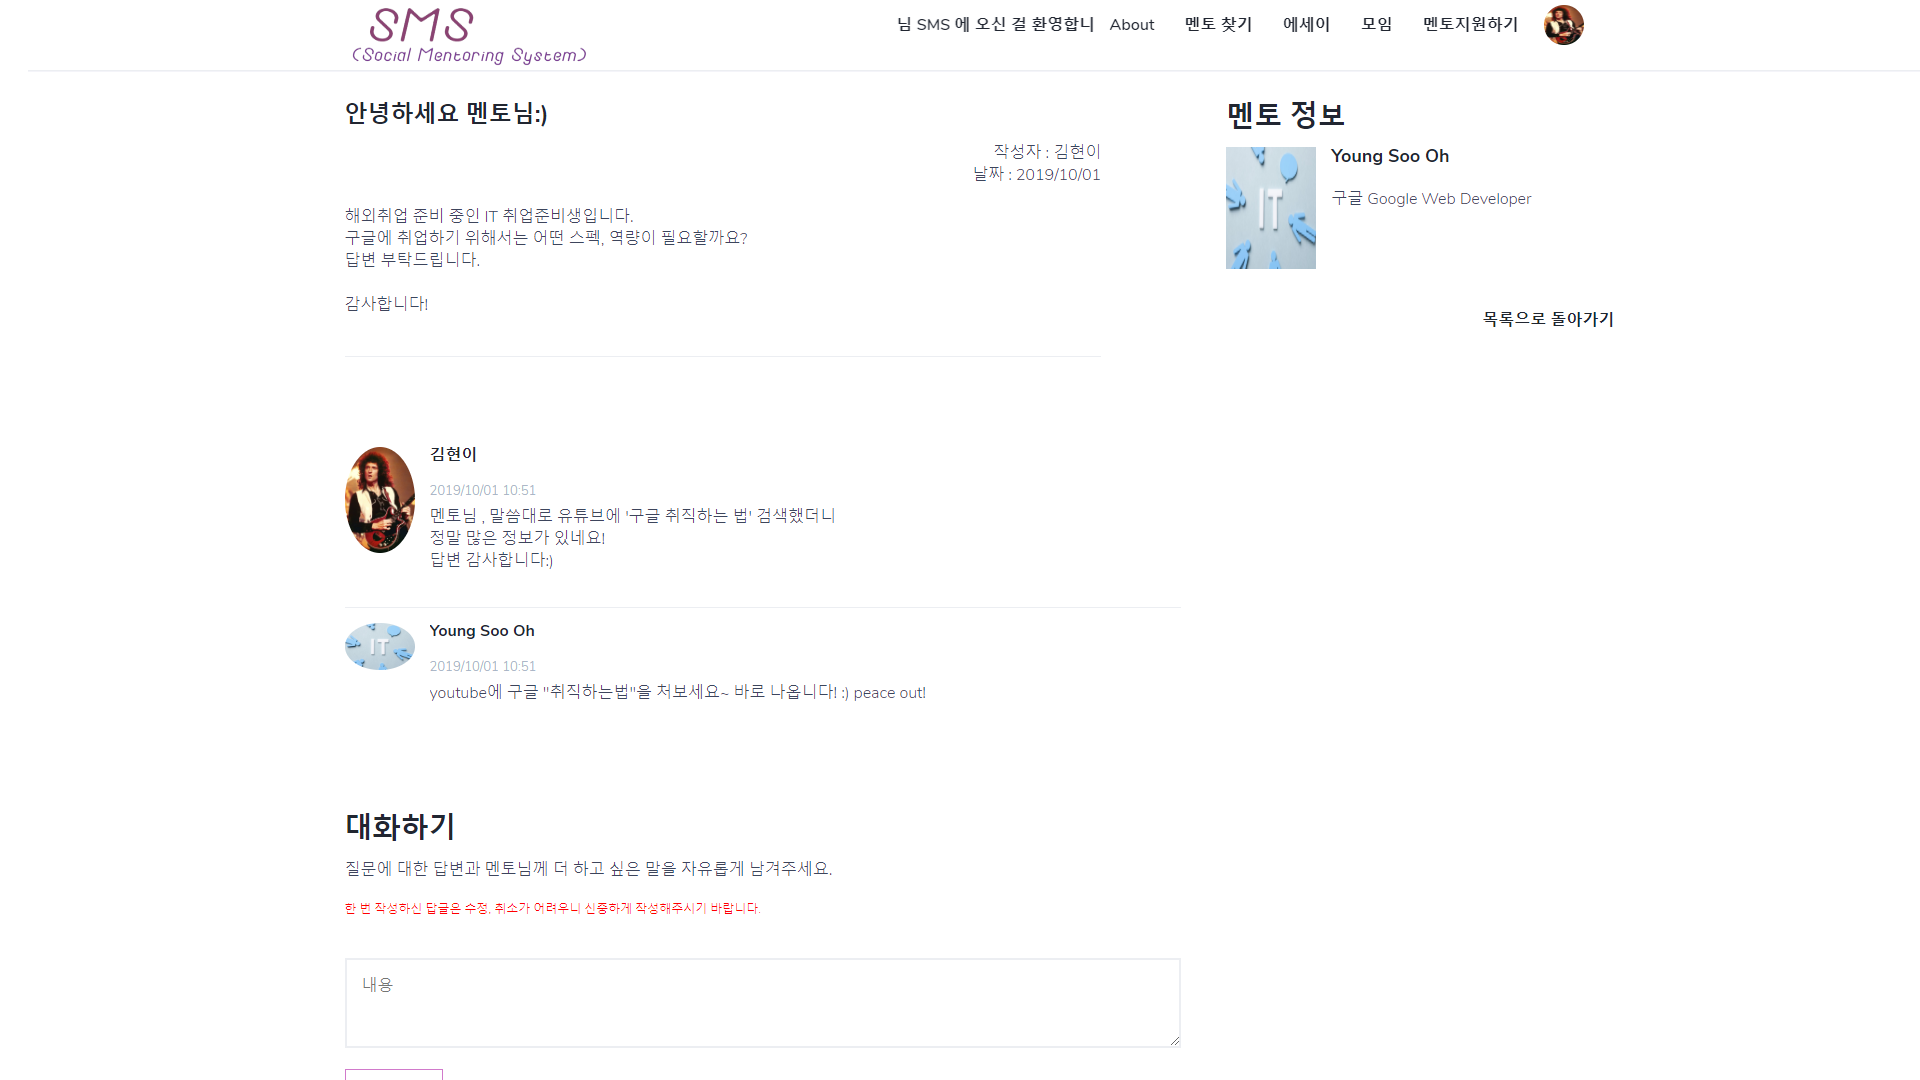 SMS
(Social Mentoring System)
님 SMS 에 오신 걸 환영합니
About
멘토 찾기
에세이
모임
멘토지원하기
안녕하세요 멘토님:)
작성자 : 김현이
날짜 : 2019/10/01
해외취업 준비 중인 IT 취업준비생입니다.
구글에 취업하기 위해서는 어떤 스펙, 역량이 필요할까요?
답변 부탁드립니다.
감사합니다!
멘토 정보
IT
Young Soo Oh
구글 Google Web Developer
목록으로 돌아가기
김현이
2019/10/01 10:51
멘토님 , 말씀대로 유튜브에 '구글 취직하는 법' 검색했더니
정말 많은 정보가 있네요!
답변 감사합니다:)
IT
Young Soo Oh
2019/10/01 10:51
youtube에 구글 "취직하는법"을 처보세요~ 바로 나옵니다! :) peace out!
대화하기
질문에 대한 답변과 멘토님께 더 하고 싶은 말을 자유롭게 남겨주세요.
한 번 작성하신 답글은 수정, 취소가 어려우니 신중하게 작성해주시기 바랍니다.
내용